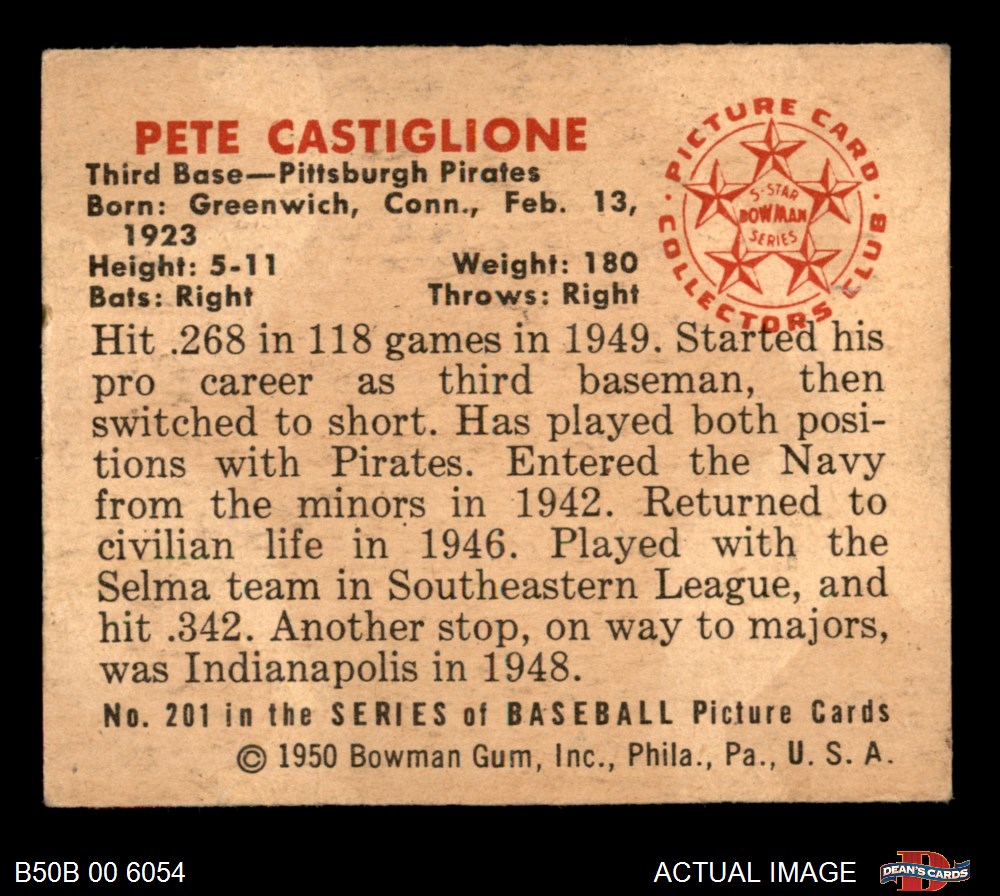 PETE CASTIGLIONE
Third Base—Pittsburgh Pirates
Born: Greenwich, Conn., Feb. 13,
1923
Height: 5-11 Weight: 180
Bats: Right Throws: Right
PICTURE CARD COLLECTORS CLUB
5-STAR
BOWMAN
SERIES
Hit .268 in 118 games in 1949. Started his
pro career as third baseman, then
switched to short. Has played both posi-
tions with Pirates. Entered the Navy
from the minors in 1942. Returned to
civilian life in 1946. Played with the
Selma team in Southeastern League, and
hit .342. Another stop, on way to majors,
was Indianapolis in 1948.
No. 201 in the SERIES of BASEBALL Picture Cards
© 1950 Bowman Gum, Inc., Phila., Pa., U. S. A.
B50B 00 6054
ACTUAL IMAGE
D
DEAN'S CARDS